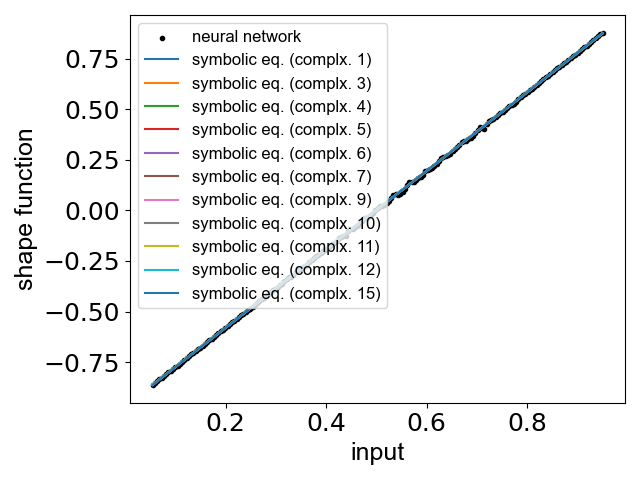 neural network
symbolic eq. (complx. 1)
symbolic eq. (complx. 3)
symbolic eq. (complx. 4)
symbolic eq. (complx. 5)
symbolic eq. (complx. 6)
symbolic eq. (complx. 7)
symbolic eq. (complx. 9)
symbolic eq. (complx. 10)
symbolic eq. (complx. 11)
symbolic eq. (complx. 12)
symbolic eq. (complx. 15)
shape function
0.75
0.50
0.25
0.00
−0.25
−0.50
−0.75
0.2 0.4 0.6 0.8
input